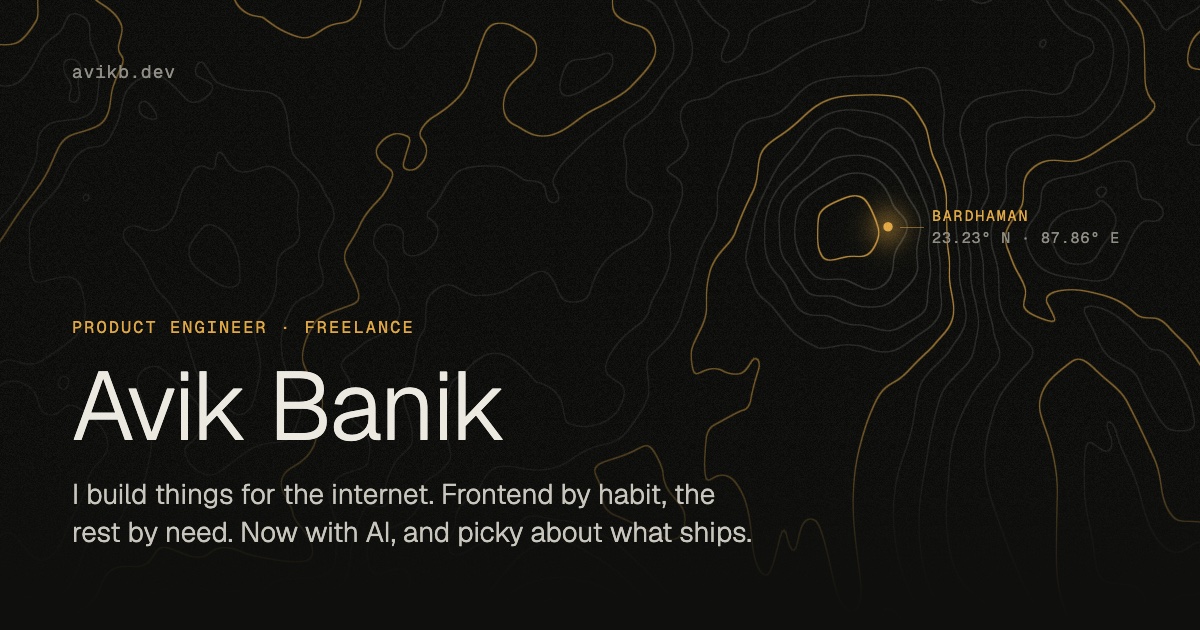 avikb.dev
BARDHAMAN
23.23° N · 87.86° E
PRODUCT ENGINEER · FREELANCE
Avik Banik
I build things for the internet. Frontend by habit, the
rest by need. Now with AI, and picky about what ships.